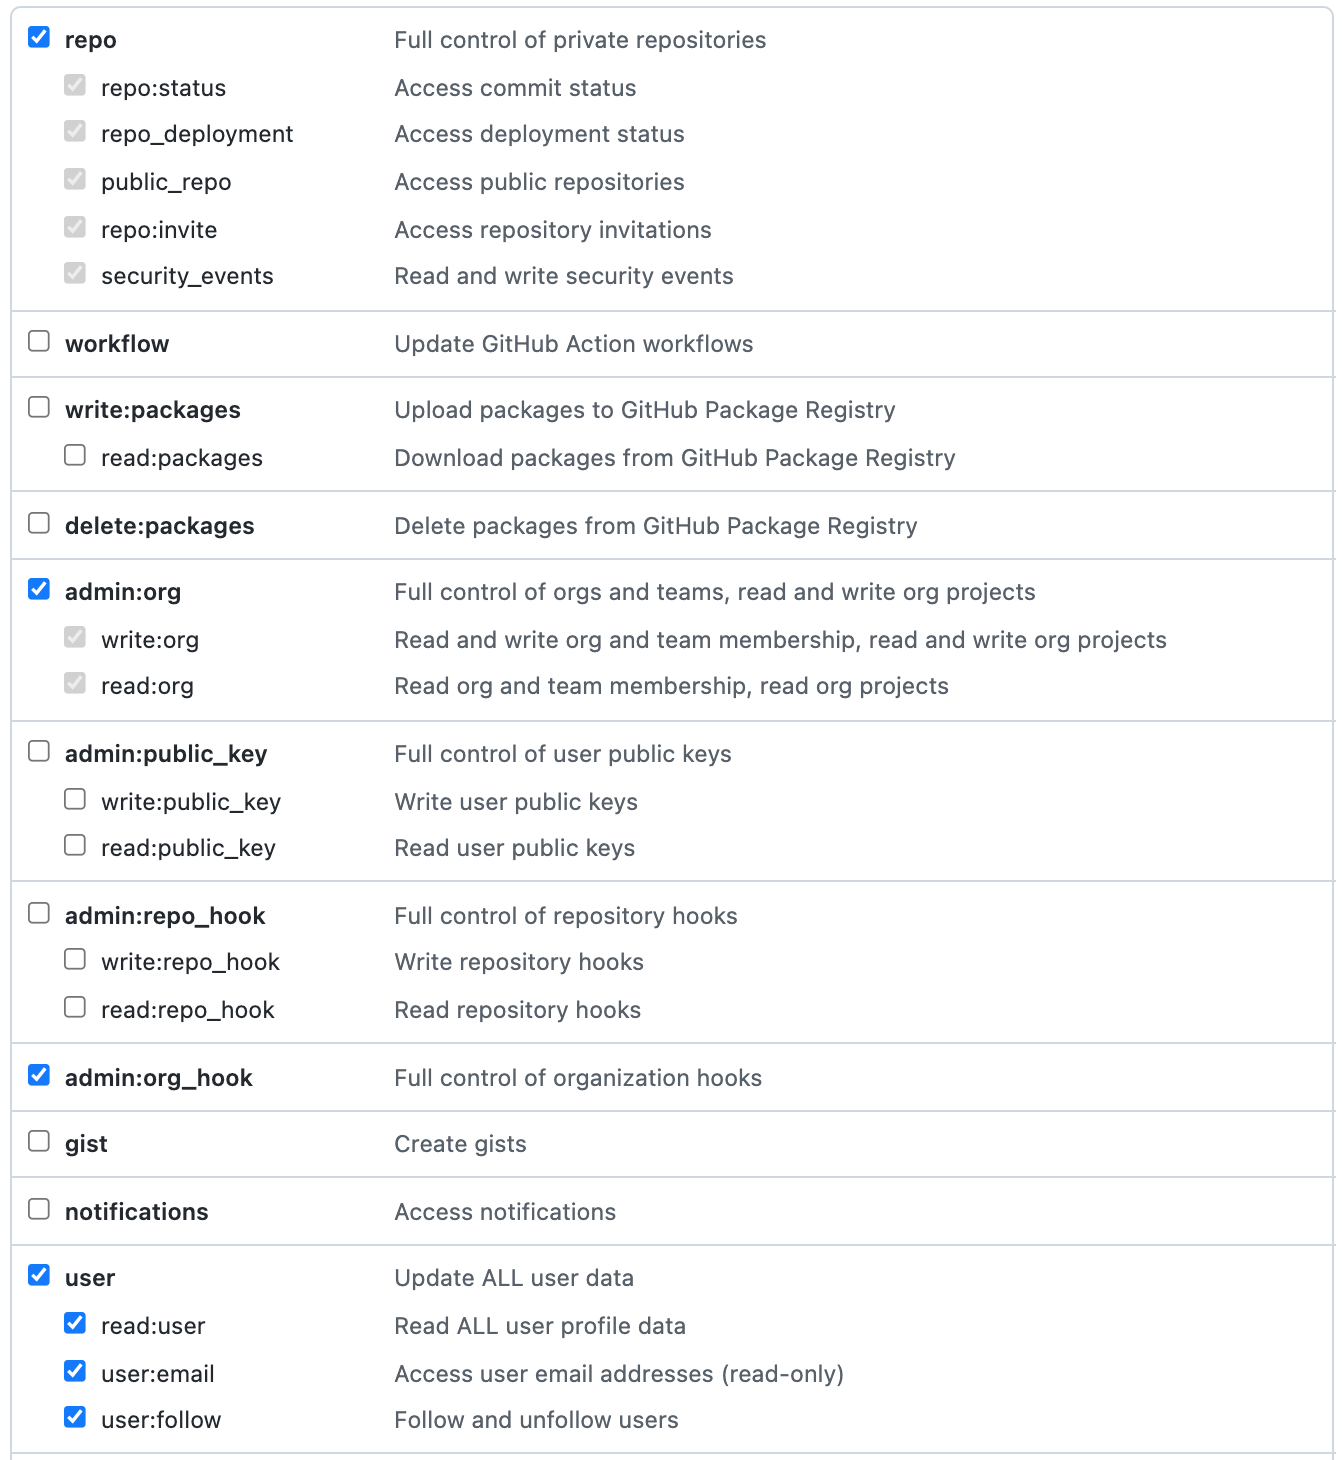 repo Full control of private repositories
repo:status Access commit status
repo_deployment Access deployment status
public_repo Access public repositories
repo:invite Access repository invitations
security_events Read and write security events
workflow Update GitHub Action workflows
write:packages Upload packages to GitHub Package Registry
read:packages Download packages from GitHub Package Registry
delete:packages Delete packages from GitHub Package Registry
admin:org Full control of orgs and teams, read and write org projects
write:org Read and write org and team membership, read and write org projects
read:org Read org and team membership, read org projects
admin:public_key Full control of user public keys
write:public_key Write user public keys
read:public_key Read user public keys
admin:repo_hook Full control of repository hooks
write:repo_hook Write repository hooks
read:repo_hook Read repository hooks
admin:org_hook Full control of organization hooks
gist Create gists
notifications Access notifications
user Update ALL user data
read:user Read ALL user profile data
user:email Access user email addresses (read-only)
user:follow Follow and unfollow users